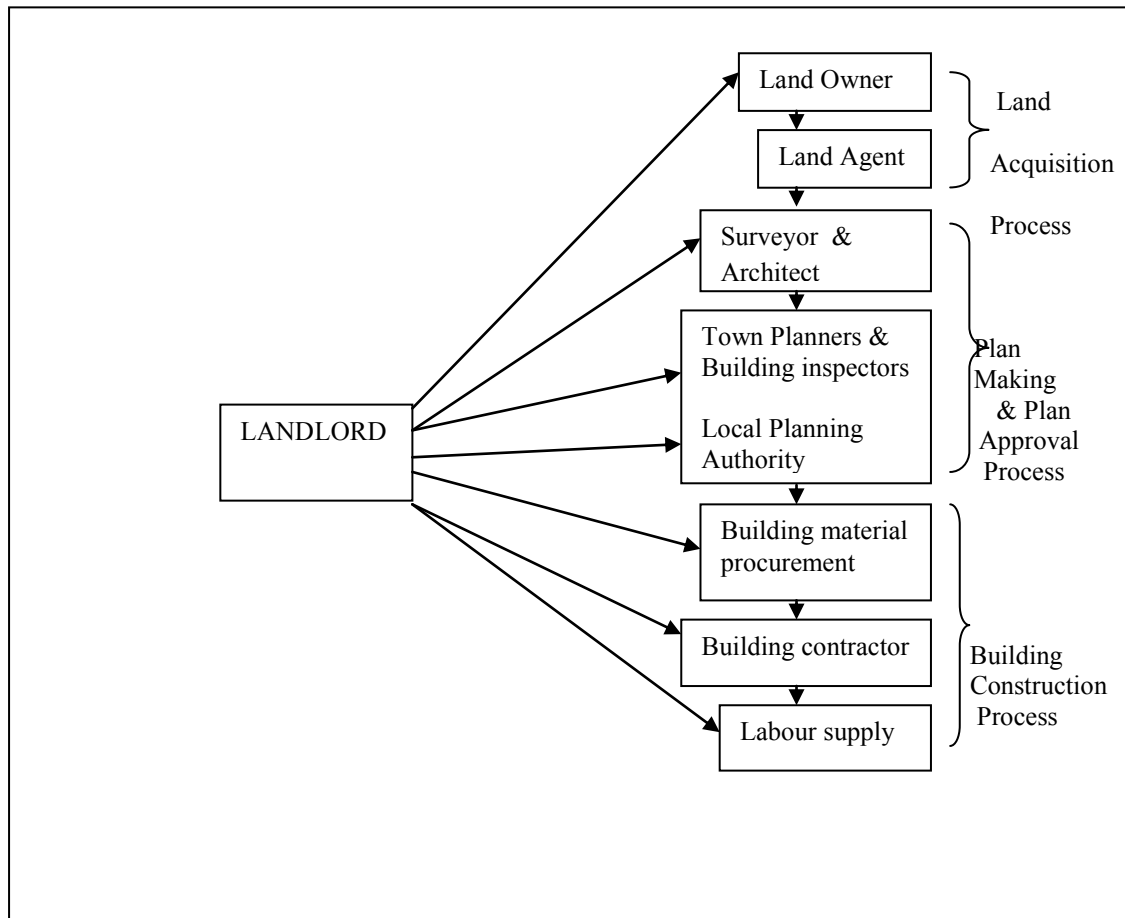 Land Owner
Land
Land Agent
Acquisition
Surveyor &
Architect
Process
Town Planners &
Building inspectors
Local Planning
Authority
Plan
Making
& Plan
Approval
Process
LANDLORD
Building material
procurement
Building contractor
Building
Construction
Process
Labour supply